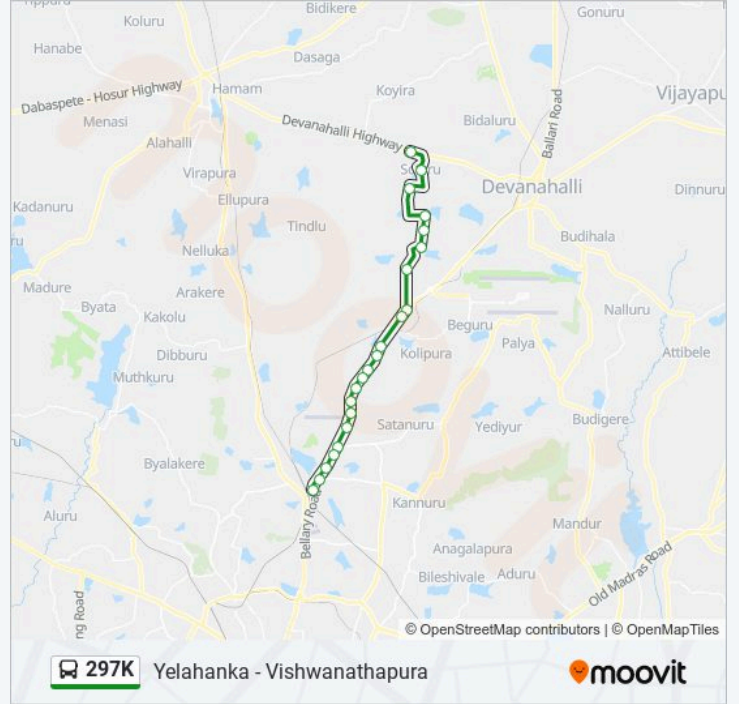 Koluru
Bidikere
Gonuru
Hanabe
Dasaga
Dabaspete - Hosur Highway
Hamam
Koyira
Vijayapu
Menasi
Devanahalli Highway
Bidaluru
Ballari Road
Alahalli
Virapura
Devanahalli
Dinnuru
Kadanuru
Ellupura
Tindlu
Budihala
ru
Nelluka
Madure
Arakere
Byata
Kakolu
Beguru
Nalluru
Palya
Attibele
Dibburu
Kolipura
Muthkuru
ru
Satanuru
Yediyur
Budigere
Byalakere
Kannuru
Aluru
Bellary Road
Mandur
Anagalapura
Bileshivale
Aduru
Old Madras Road
ng Road
© OpenStreetMap contributors | © OpenMapTiles
297K
Yelahanka - Vishwanathapura
moovit